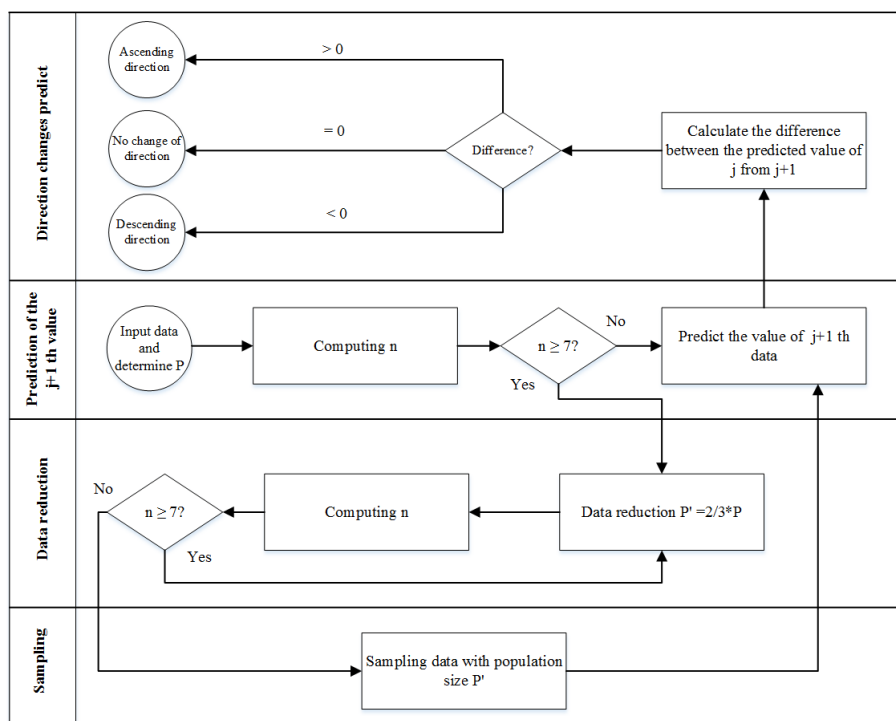 Direction changes predict
Ascending
direction
> 0
No change of
direction
= 0
Descending
direction
< 0
Difference?
Calculate the difference
between the predicted value of
j from j+1
Prediction of the
j+1 th value
Input data
and
determine P
Computing n
n ≥ 7?
No
Yes
Predict the value of j+1 th
data
Data reduction
No
n ≥ 7?
Yes
Computing n
Data reduction P' =2/3*P
Sampling
Sampling data with population
size P'